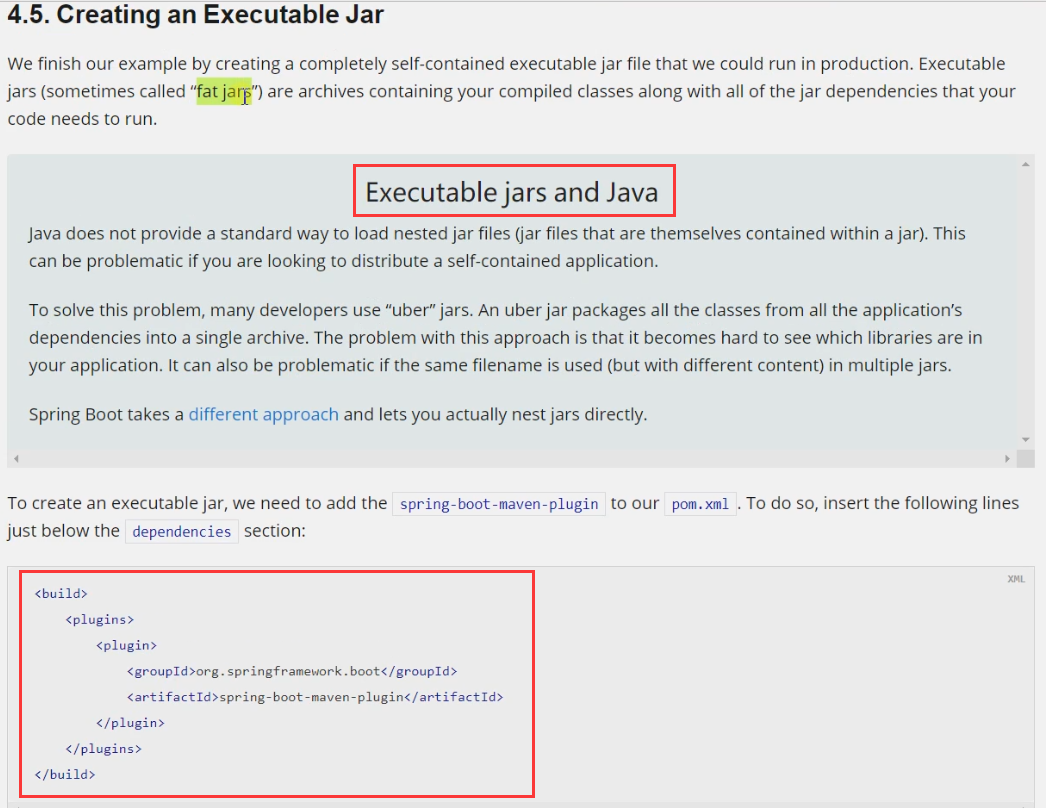 4.5. Creating an Executable Jar
We finish our example by creating a completely self-contained executable jar file that we could run in production. Executable
jars (sometimes called “fat jars”) are archives containing your compiled classes along with all of the jar dependencies that your
code needs to run.
Executable jars and Java
Java does not provide a standard way to load nested jar files (jar files that are themselves contained within a jar). This
can be problematic if you are looking to distribute a self-contained application.
To solve this problem, many developers use “uber” jars. An uber jar packages all the classes from all the application’s
dependencies into a single archive. The problem with this approach is that it becomes hard to see which libraries are in
your application. It can also be problematic if the same filename is used (but with different content) in multiple jars.
Spring Boot takes a different approach and lets you actually nest jars directly.
To create an executable jar, we need to add the spring-boot-maven-plugin to our pom.xml. To do so, insert the following lines
just below the dependencies section:
XML
<build>
    <plugins>
        <plugin>
            <groupId>org.springframework.boot</groupId>
            <artifactId>spring-boot-maven-plugin</artifactId>
        </plugin>
    </plugins>
</build>